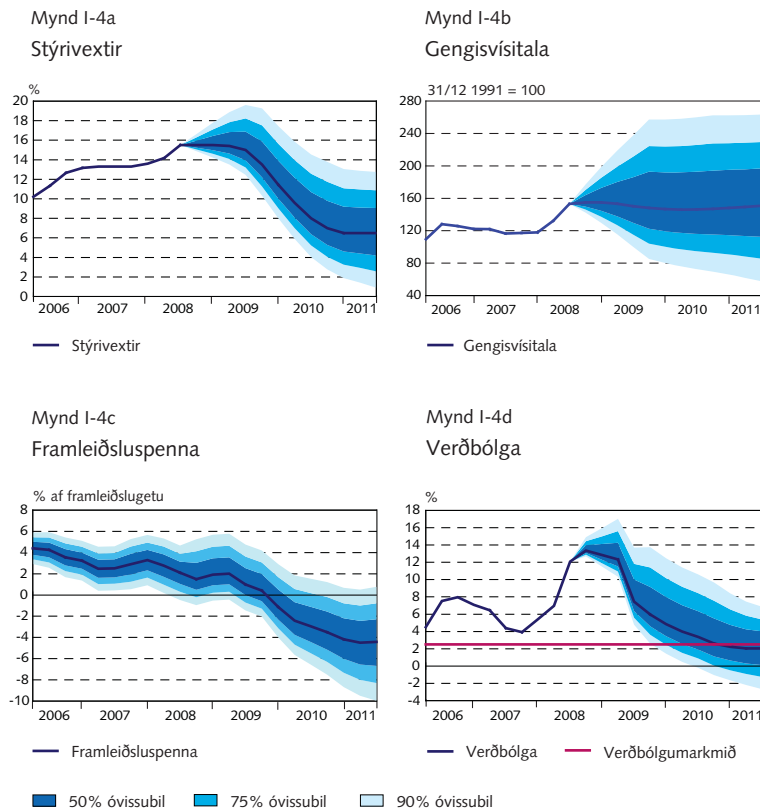 Mynd I-4a
Stýrivextir
%
20
18
16
14
12
10
8
6
4
2
0
2006 2007 2008 2009 2010 2011
Stýrivextir
Mynd I-4b
Gengisvísitala
31/12 1991 = 100
280
240
200
160
120
80
40
2006 2007 2008 2009 2010 2011
Gengisvísitala
Mynd I-4c
Framleiðsluspenna
% af framleiðslugetu
8
6
4
2
0
-2
-4
-6
-8
-10
2006 2007 2008 2009 2010 2011
Framleiðsluspenna
Mynd I-4d
Verðbólga
%
18
16
14
12
10
8
6
4
2
0
-2
-4
2006 2007 2008 2009 2010 2011
Verðbólga Verðbólgumarkmið
50% óvissubil 75% óvissubil 90% óvissubil